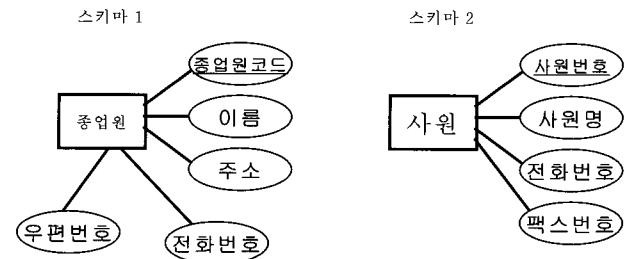 스키마 1
종업원
종업원코드
이름
주소
우편번호
전화번호
스키마 2
사원
사원번호
사원명
전화번호
팩스번호